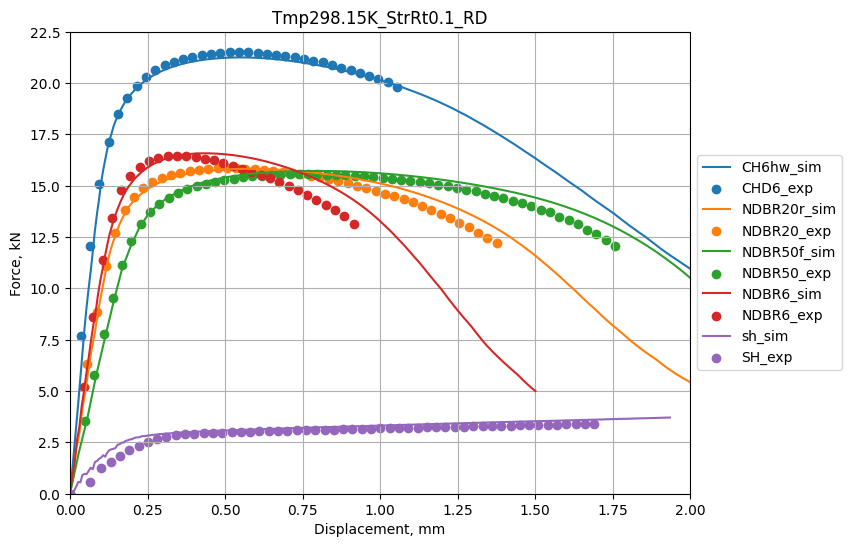 Tmp298.15K_StrRt0.1_RD
22.5
20.0
17.5
15.0
12.5
10.0
7.5
5.0
2.5
0.0
Force, kN
0.00 0.25 0.50 0.75 1.00 1.25 1.50 1.75 2.00
Displacement, mm
CH6hw_sim
CHD6_exp
NDBR20r_sim
NDBR20_exp
NDBR50f_sim
NDBR50_exp
NDBR6_sim
NDBR6_exp
sh_sim
SH_exp